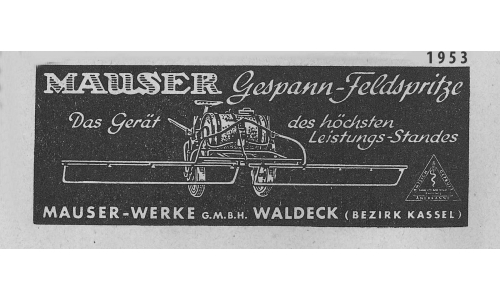 1953
MAUSER Gespann-Feldspritze
Das Gerät des höchsten
Leistungs-Standes
MAUSER-WERKE G.M.B.H. WALDECK (BEZIRK KASSEL)